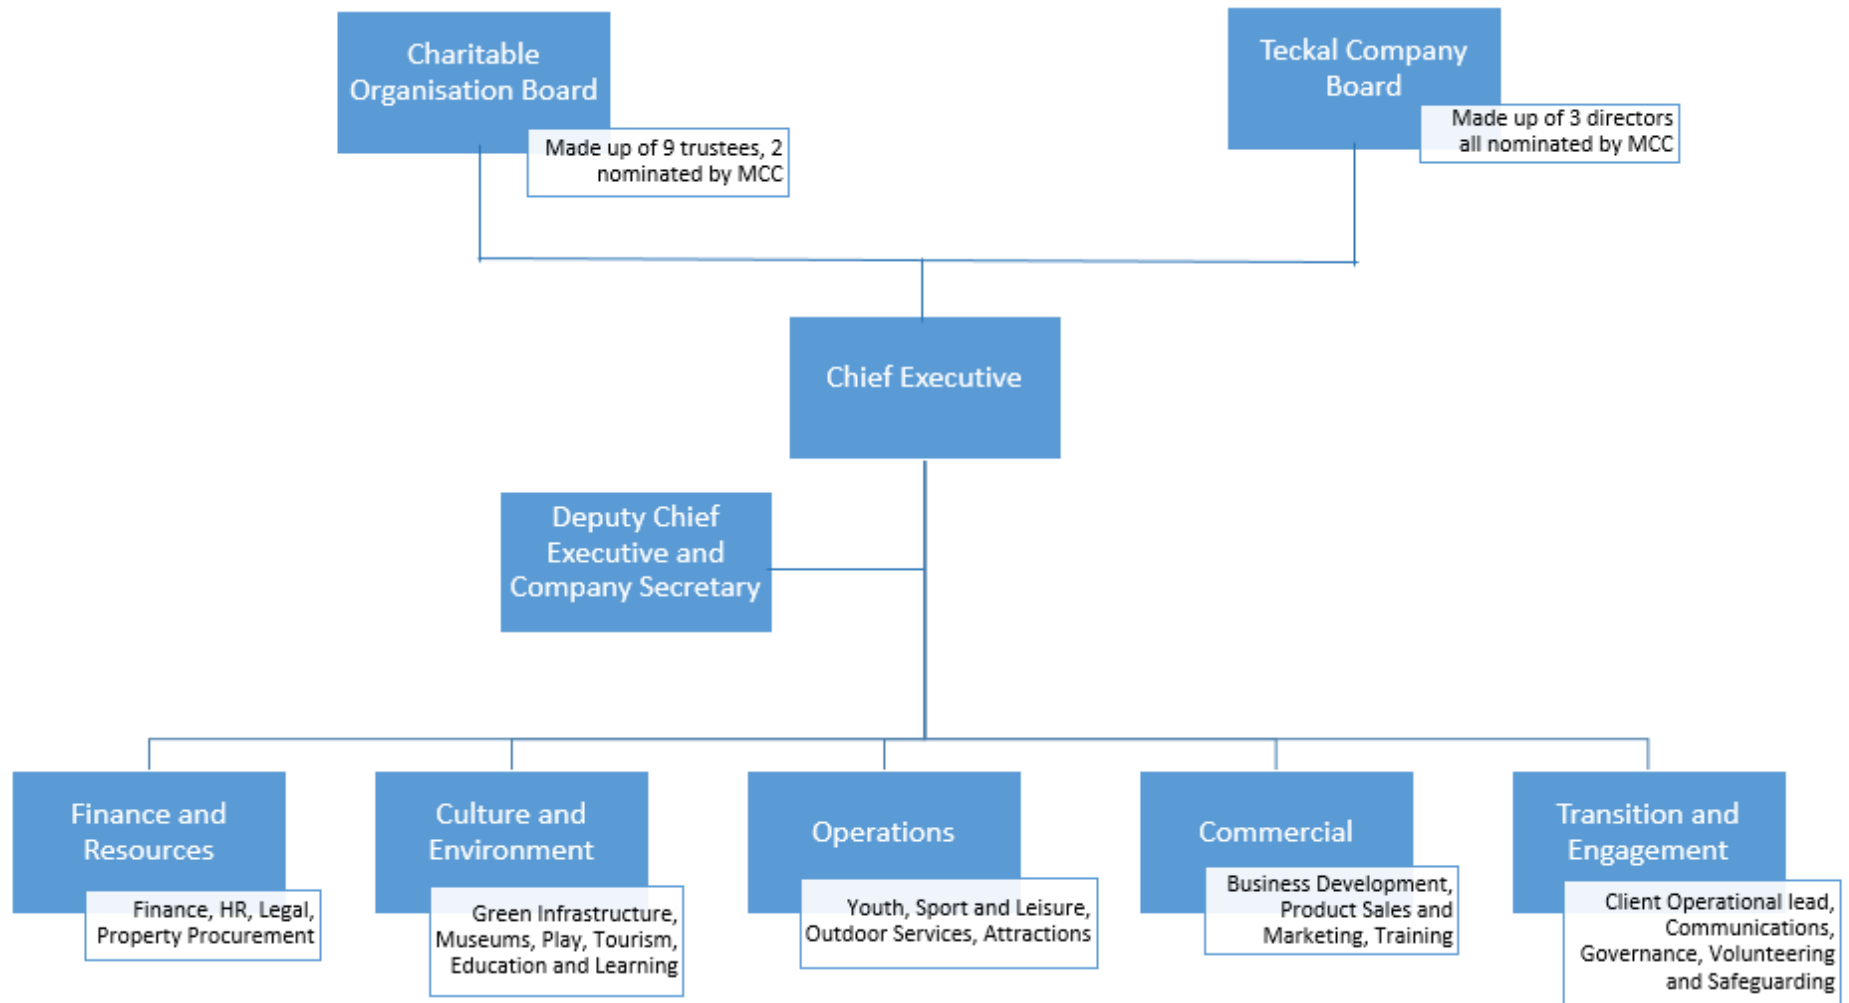 Charitable
Organisation Board
Made up of 9 trustees, 2
nominated by MCC
Teckal Company
Board
Made up of 3 directors
all nominated by MCC
Chief Executive
Deputy Chief
Executive and
Company Secretary
Finance and
Resources
Finance, HR, Legal,
Property Procurement
Culture and
Environment
Green Infrastructure,
Museums, Play, Tourism,
Education and Learning
Operations
Youth, Sport and Leisure,
Outdoor Services, Attractions
Commercial
Business Development,
Product Sales and
Marketing, Training
Transition and
Engagement
Client Operational lead,
Communications,
Governance, Volunteering
and Safeguarding